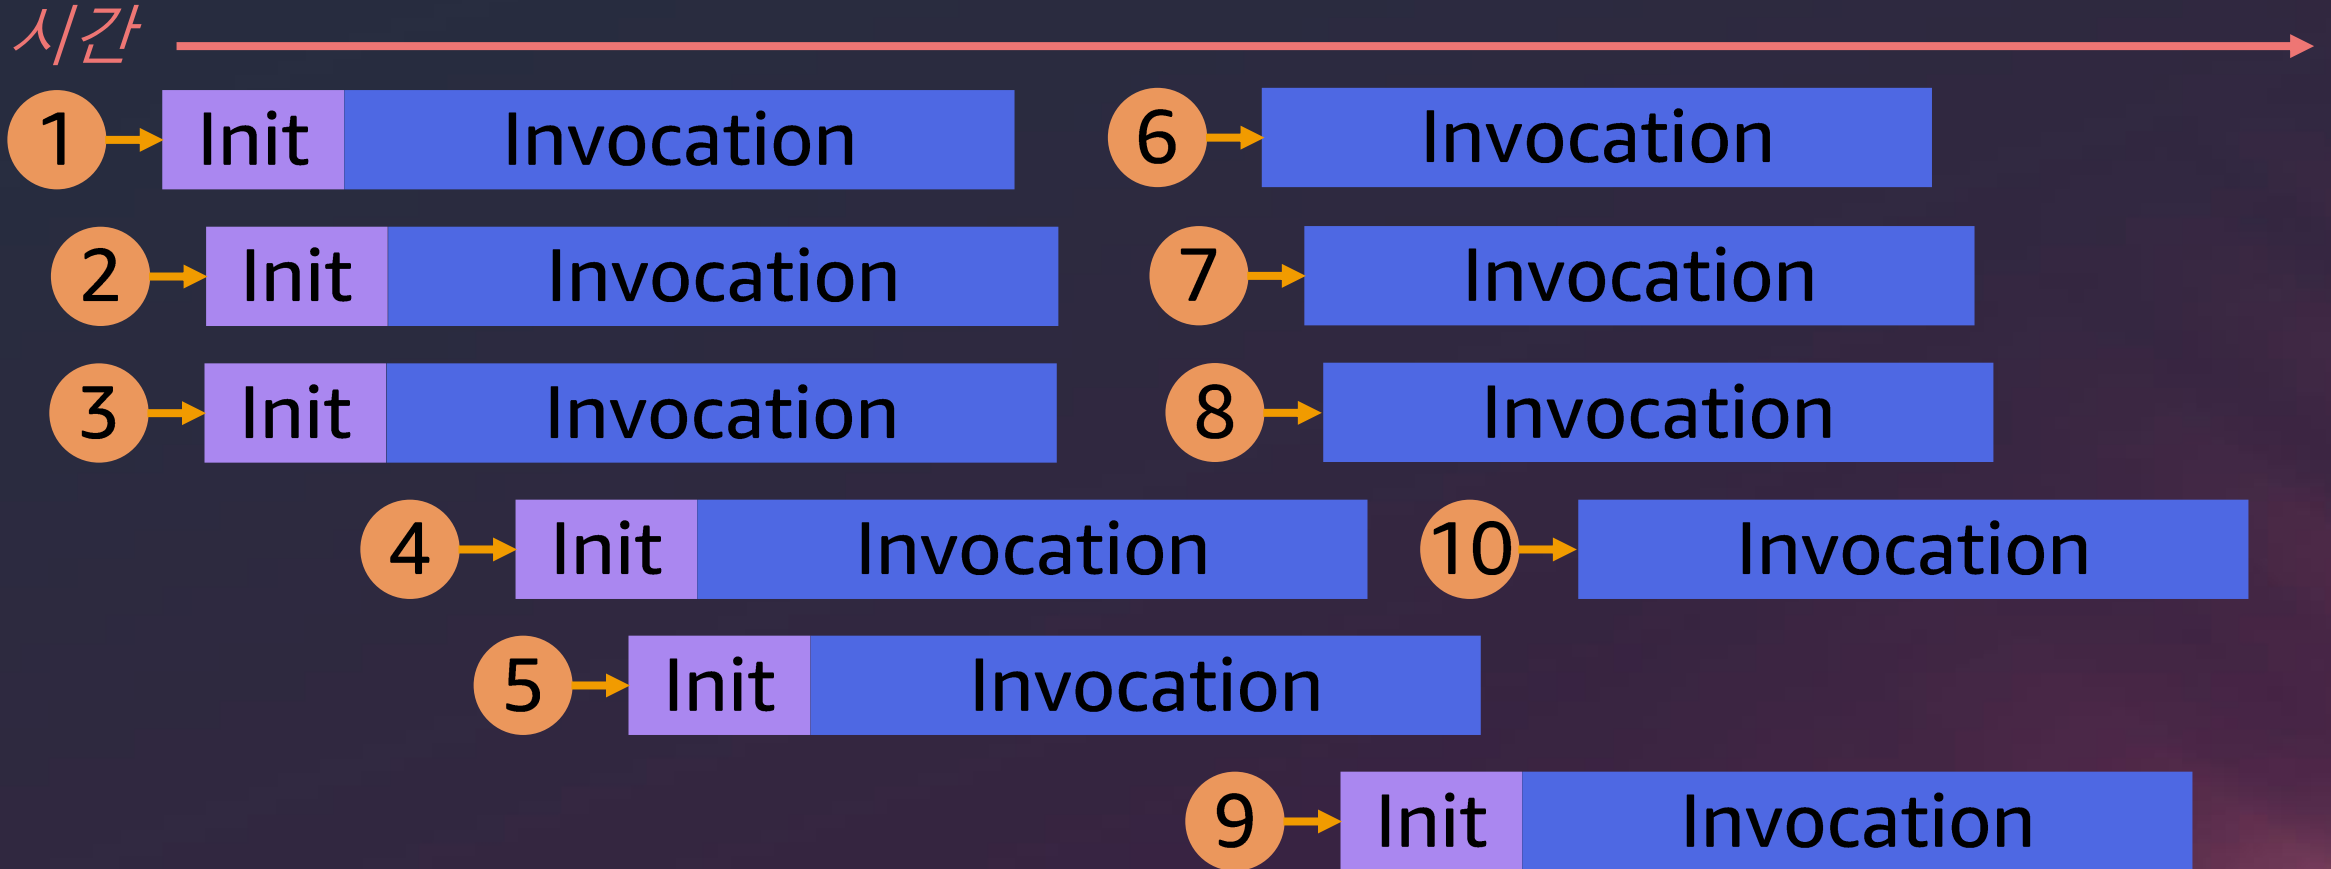 시간
1 Init Invocation 6 Invocation
2 Init Invocation 7 Invocation
3 Init Invocation 8 Invocation
4 Init Invocation 10 Invocation
5 Init Invocation
9 Init Invocation